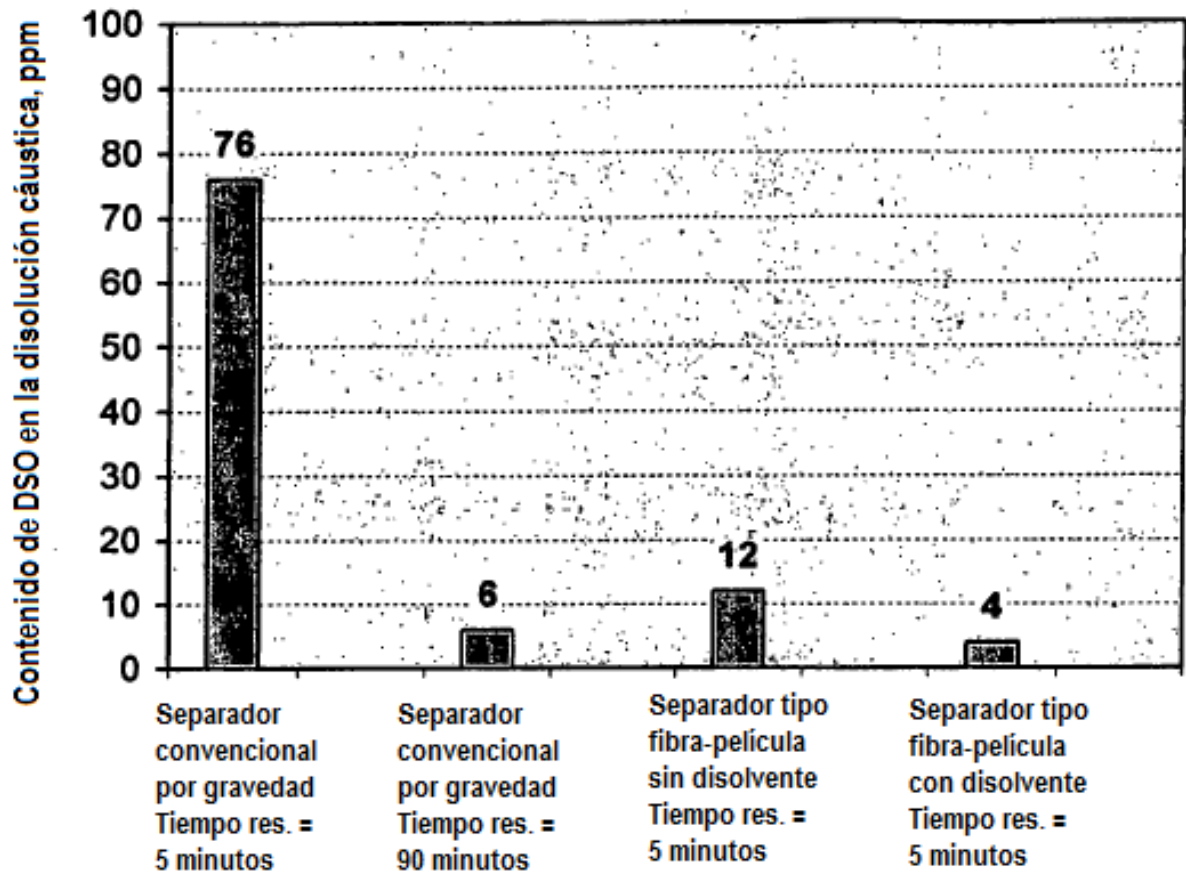 Contenido de DSO en la disolución cáustica, ppm
100
90
80
70
60
50
40
30
20
10
0
76
6
12
4
Separador
convencional
por gravedad
Tiempo res. =
5 minutos
Separador
convencional
por gravedad
Tiempo res. =
90 minutos
Separador tipo
fibra-película
sin disolvente
Tiempo res. =
5 minutos
Separador tipo
fibra-película
con disolvente
Tiempo res. =
5 minutos